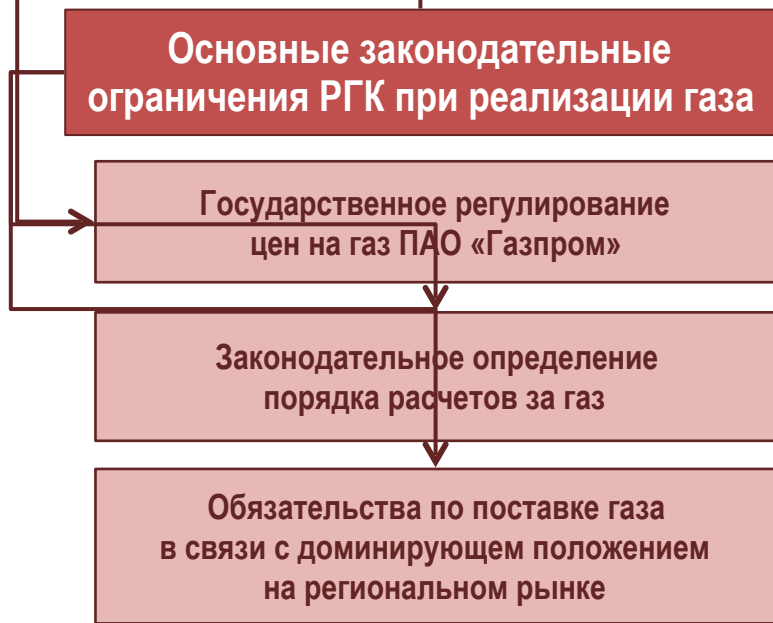 Основные законодательные
ограничения РГК при реализации газа
Государственное регулирование
цен на газ ПАО «Газпром»
Законодательное определение
порядка расчетов за газ
Обязательства по поставке газа
в связи с доминирующем положением
на региональном рынке